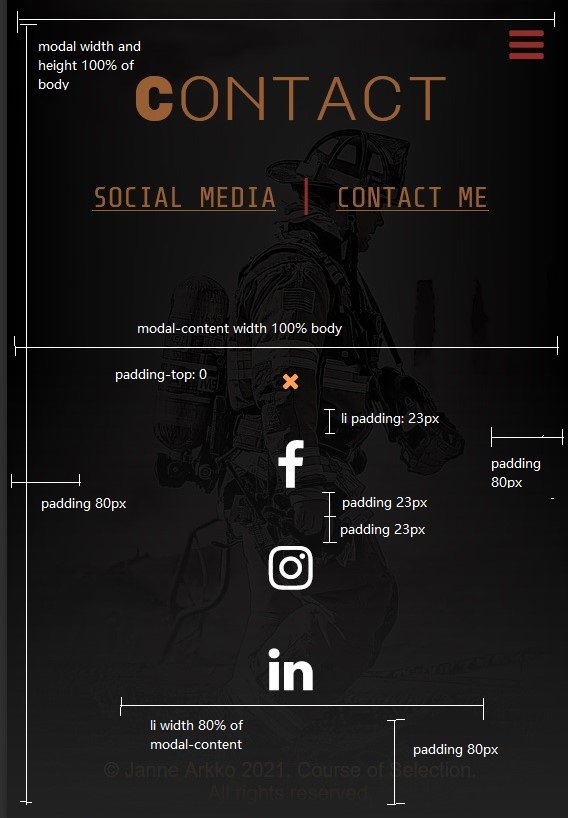 modal width and
height 100% of
body
CONTACT
SOCIAL MEDIA | CONTACT ME
modal-content width 100% body
padding-top: 0
li padding: 23px
padding
80px
padding 80px
padding 23px
padding 23px
in
li width 80% of
modal-content
padding 80px
© Janne Arkko 2021. Course of Selection.
All rights reserved